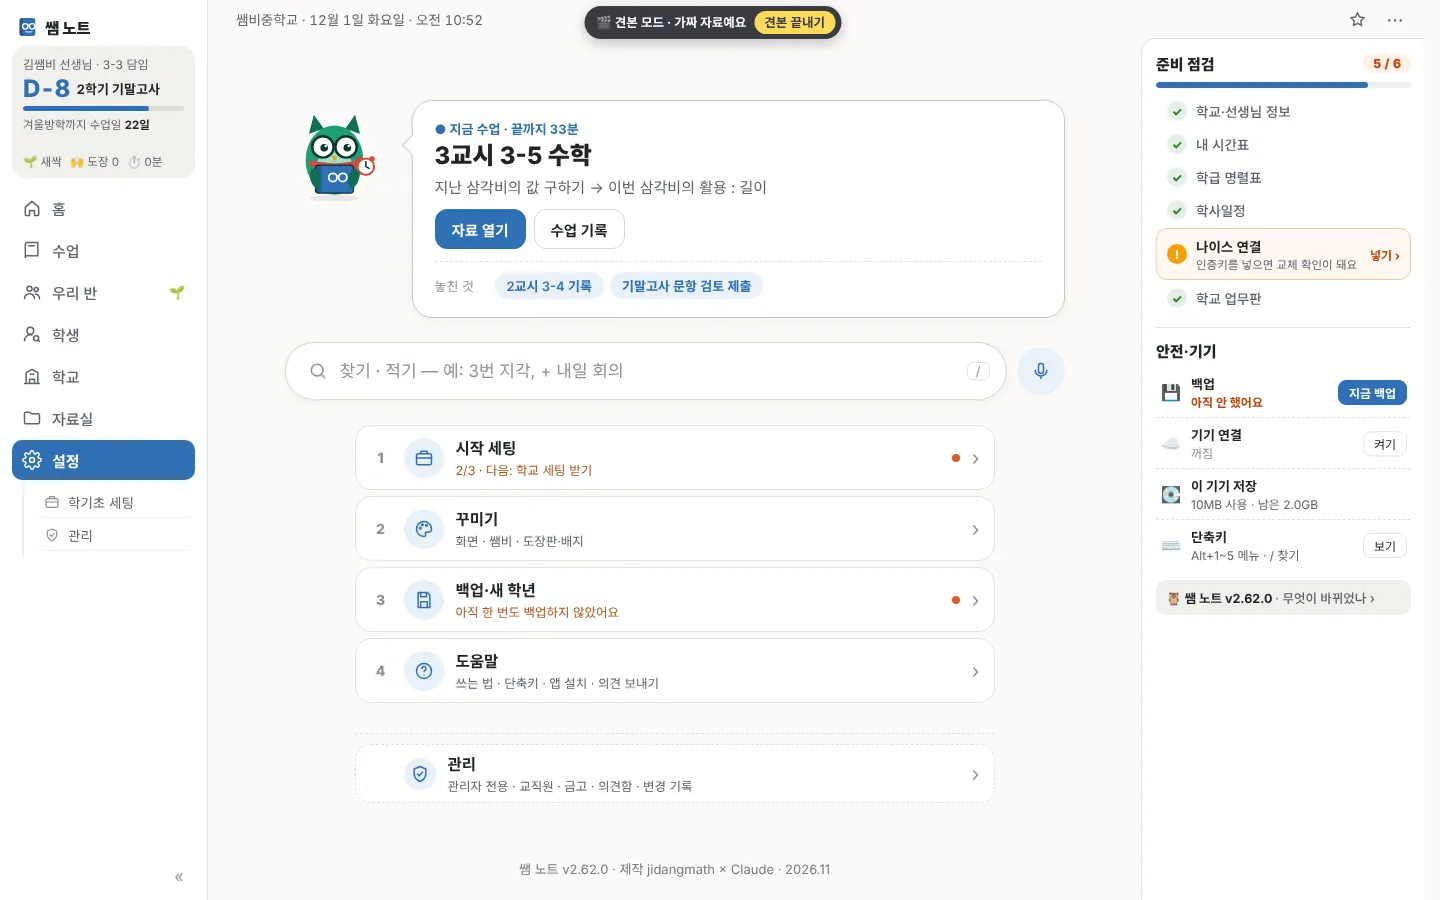 쌤 노트
김쌤비 선생님 · 3-3 담임
D-8 2학기 기말고사
겨울방학까지 수업일 22일
🌱 새싹 🙌 도장 0 ⏱️ 0분
홈
수업
우리 반 🌱
학생
학교
자료실
설정
학기초 세팅
관리
«
쌤비중학교 · 12월 1일 화요일 · 오전 10:52
🎬 견본 모드 · 가짜 자료예요 견본 끝내기
● 지금 수업 · 끝까지 33분
3교시 3-5 수학
지난 삼각비의 값 구하기 → 이번 삼각비의 활용 : 길이
자료 열기 수업 기록
놓친 것 2교시 3-4 기록 기말고사 문항 검토 제출
찾기 · 적기 — 예: 3번 지각, + 내일 회의 /
1 시작 세팅
2/3 · 다음: 학교 세팅 받기
2 꾸미기
화면 · 쌤비 · 도장판·배지
3 백업·새 학년
아직 한 번도 백업하지 않았어요
4 도움말
쓰는 법 · 단축키 · 앱 설치 · 의견 보내기
관리
관리자 전용 · 교직원 · 금고 · 의견함 · 변경 기록
쌤 노트 v2.62.0 · 제작 jidangmath × Claude · 2026.11
준비 점검 5 / 6
학교·선생님 정보
내 시간표
학급 명렬표
학사일정
나이스 연결
인증키를 넣으면 교체 확인이 돼요 넣기 ›
학교 업무판
안전·기기
백업
아직 안 했어요 지금 백업
기기 연결
꺼짐 켜기
이 기기 저장
10MB 사용 · 남은 2.0GB
단축키
Alt+1~5 메뉴 · / 찾기 보기
🦉 쌤 노트 v2.62.0 · 무엇이 바뀌었나 ›